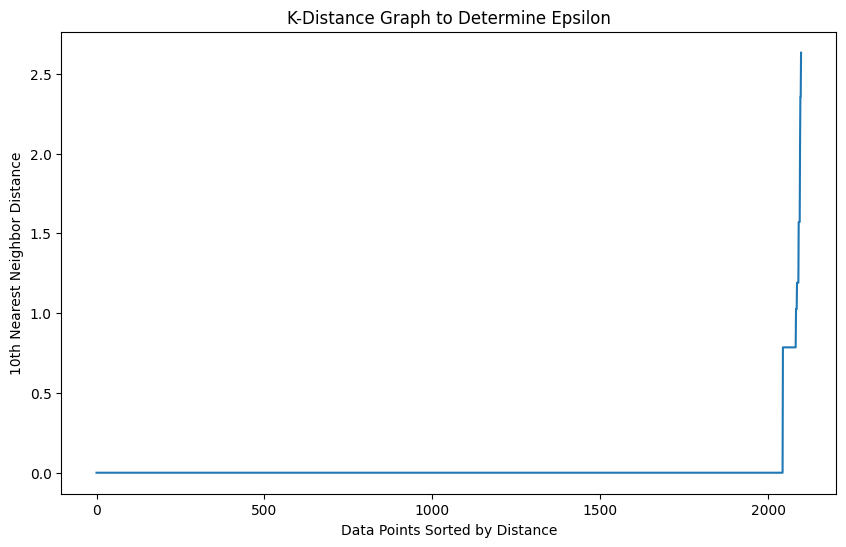 K-Distance Graph to Determine Epsilon
2.5
2.0
1.5
1.0
0.5
0.0
10th Nearest Neighbor Distance
0 500 1000 1500 2000
Data Points Sorted by Distance